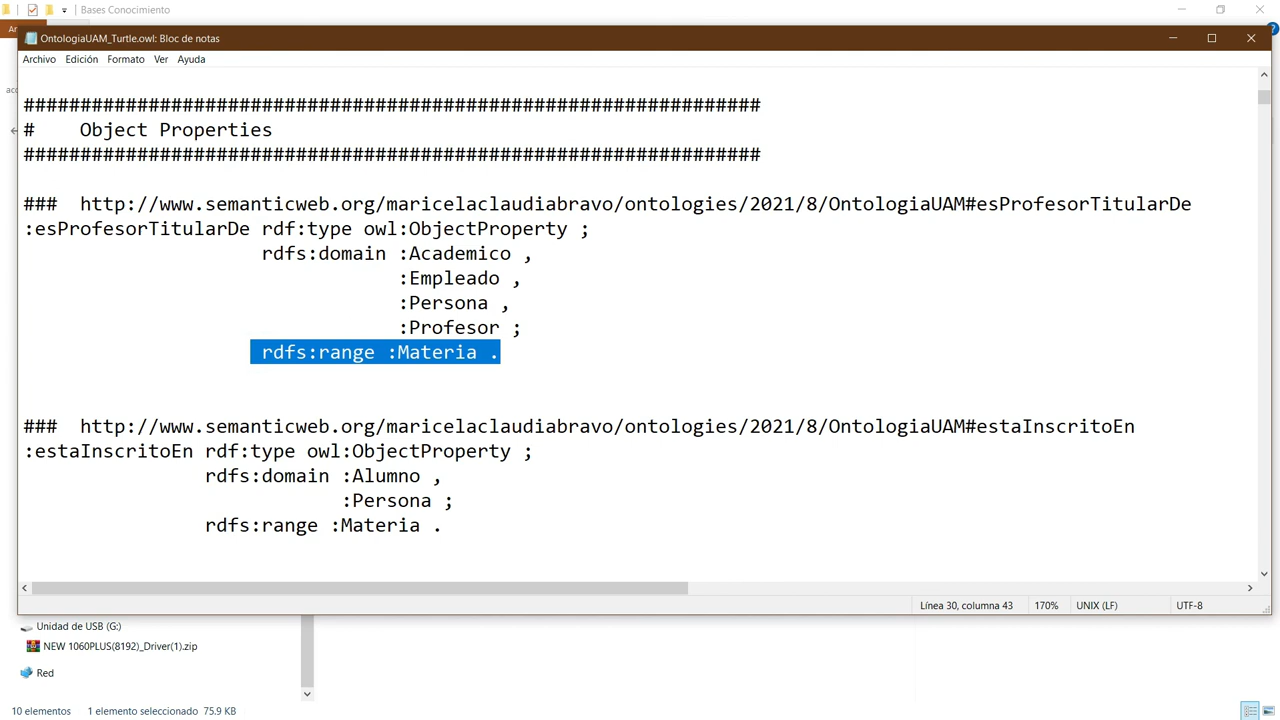 Bases Conocimiento
OntologiaUAM_Turtle.owl: Bloc de notas
Archivo Edición Formato Ver Ayuda
#################################################################
#    Object Properties
#################################################################
###  http://www.semanticweb.org/maricelaclaudiabravo/ontologies/2021/8/OntologiaUAM#esProfesorTitularDe
:esProfesorTitularDe rdf:type owl:ObjectProperty ;
rdfs:domain :Academico ,
:Empleado ,
:Persona ,
:Profesor ;
rdfs:range :Materia .
###  http://www.semanticweb.org/maricelaclaudiabravo/ontologies/2021/8/OntologiaUAM#estaInscritoEn
:estaInscritoEn rdf:type owl:ObjectProperty ;
rdfs:domain :Alumno ,
:Persona ;
rdfs:range :Materia .
Línea 30, columna 43 170% UNIX (LF) UTF-8
Unidad de USB (G:)
NEW 1060PLUS(8192)_Driver(1).zip
Red
10 elementos 1 elemento seleccionado 75.9 KB